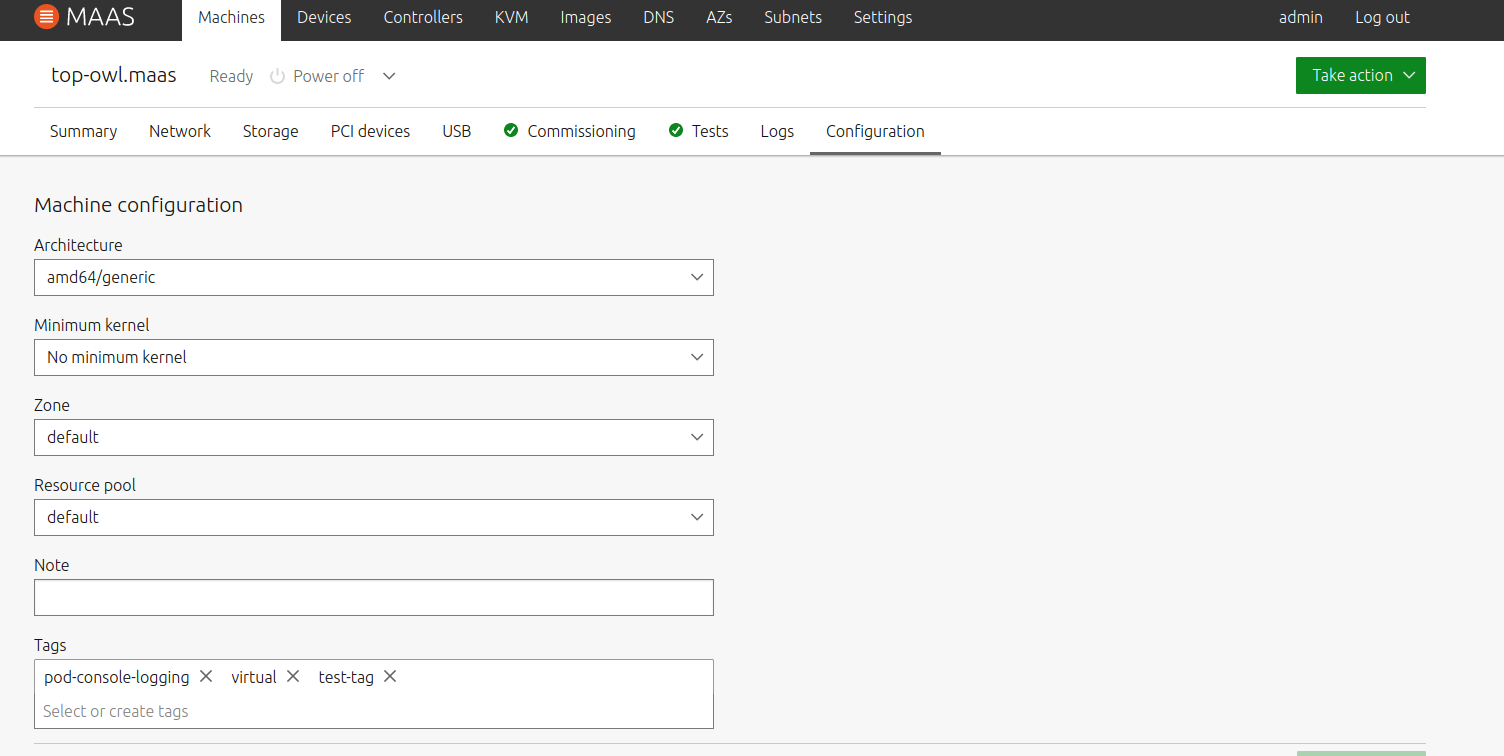 MAAS Machines Devices Controllers KVM Images DNS AZs Subnets Settings admin Log out
top-owl.maas Ready Power off Take action
Summary Network Storage PCI devices USB Commissioning Tests Logs Configuration
Machine configuration
Architecture
amd64/generic
Minimum kernel
No minimum kernel
Zone
default
Resource pool
default
Note
Tags
pod-console-logging virtual test-tag
Select or create tags